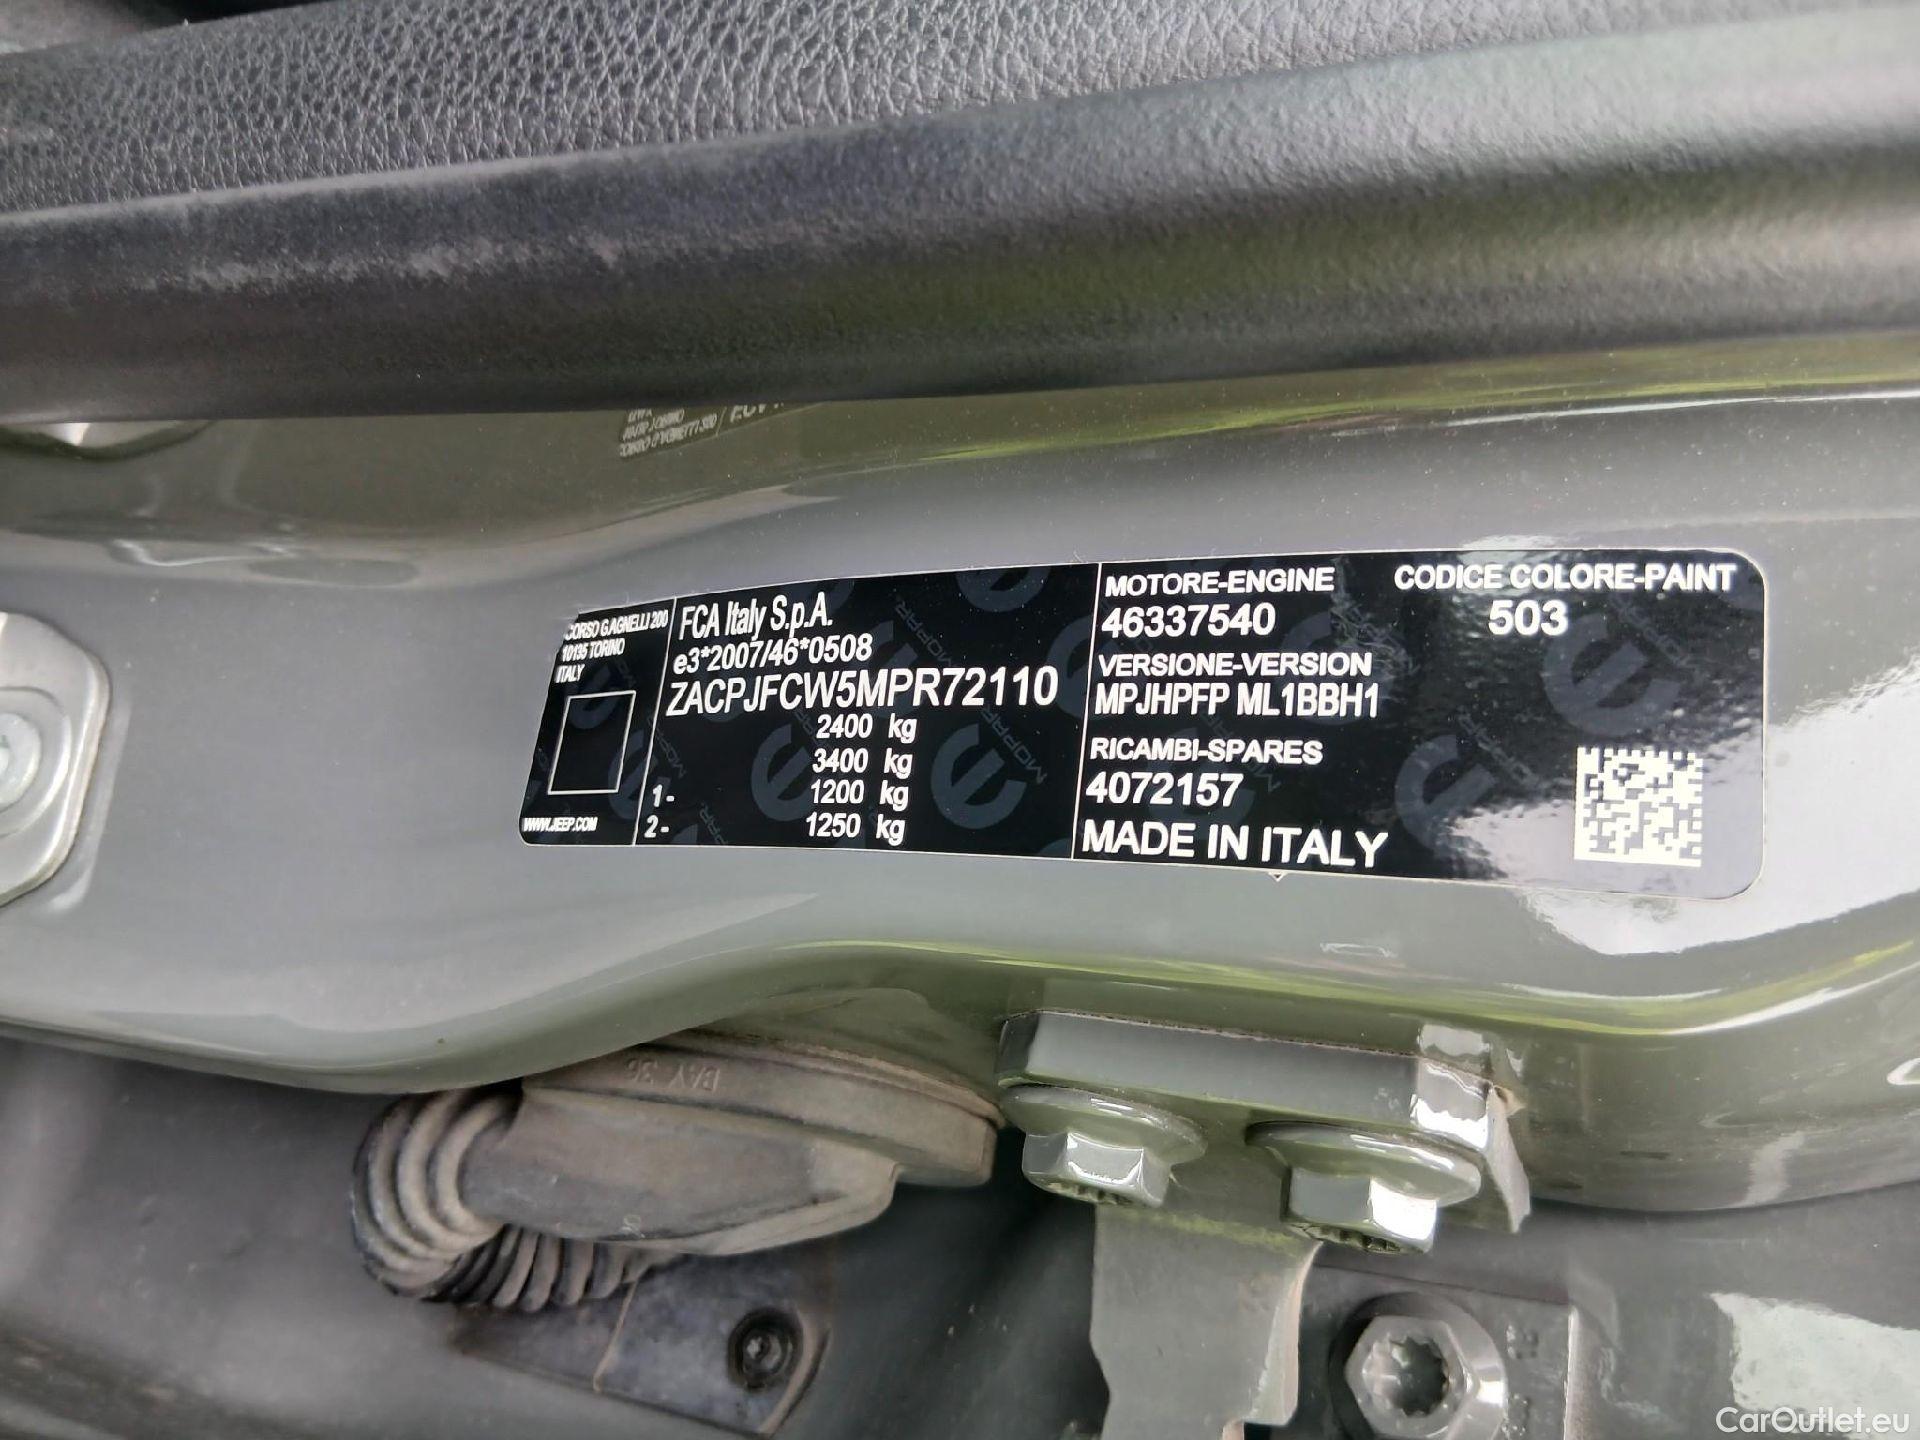 CORSO G.AGNELLI 200
10135 TORINO
ITALY
WWW.JEEP.COM
FCA Italy S.p.A.
e3*2007/46*0508
ZACPJFCW5MPR72110
2400 kg
3400 kg
1- 1200 kg
2- 1250 kg
MOTORE-ENGINE
46337540
CODICE COLORE-PAINT
503
VERSIONE-VERSION
MPJHPFP ML1BBH1
RICAMBI-SPARES
4072157
MADE IN ITALY
MOPAR
CarOutlet.eu